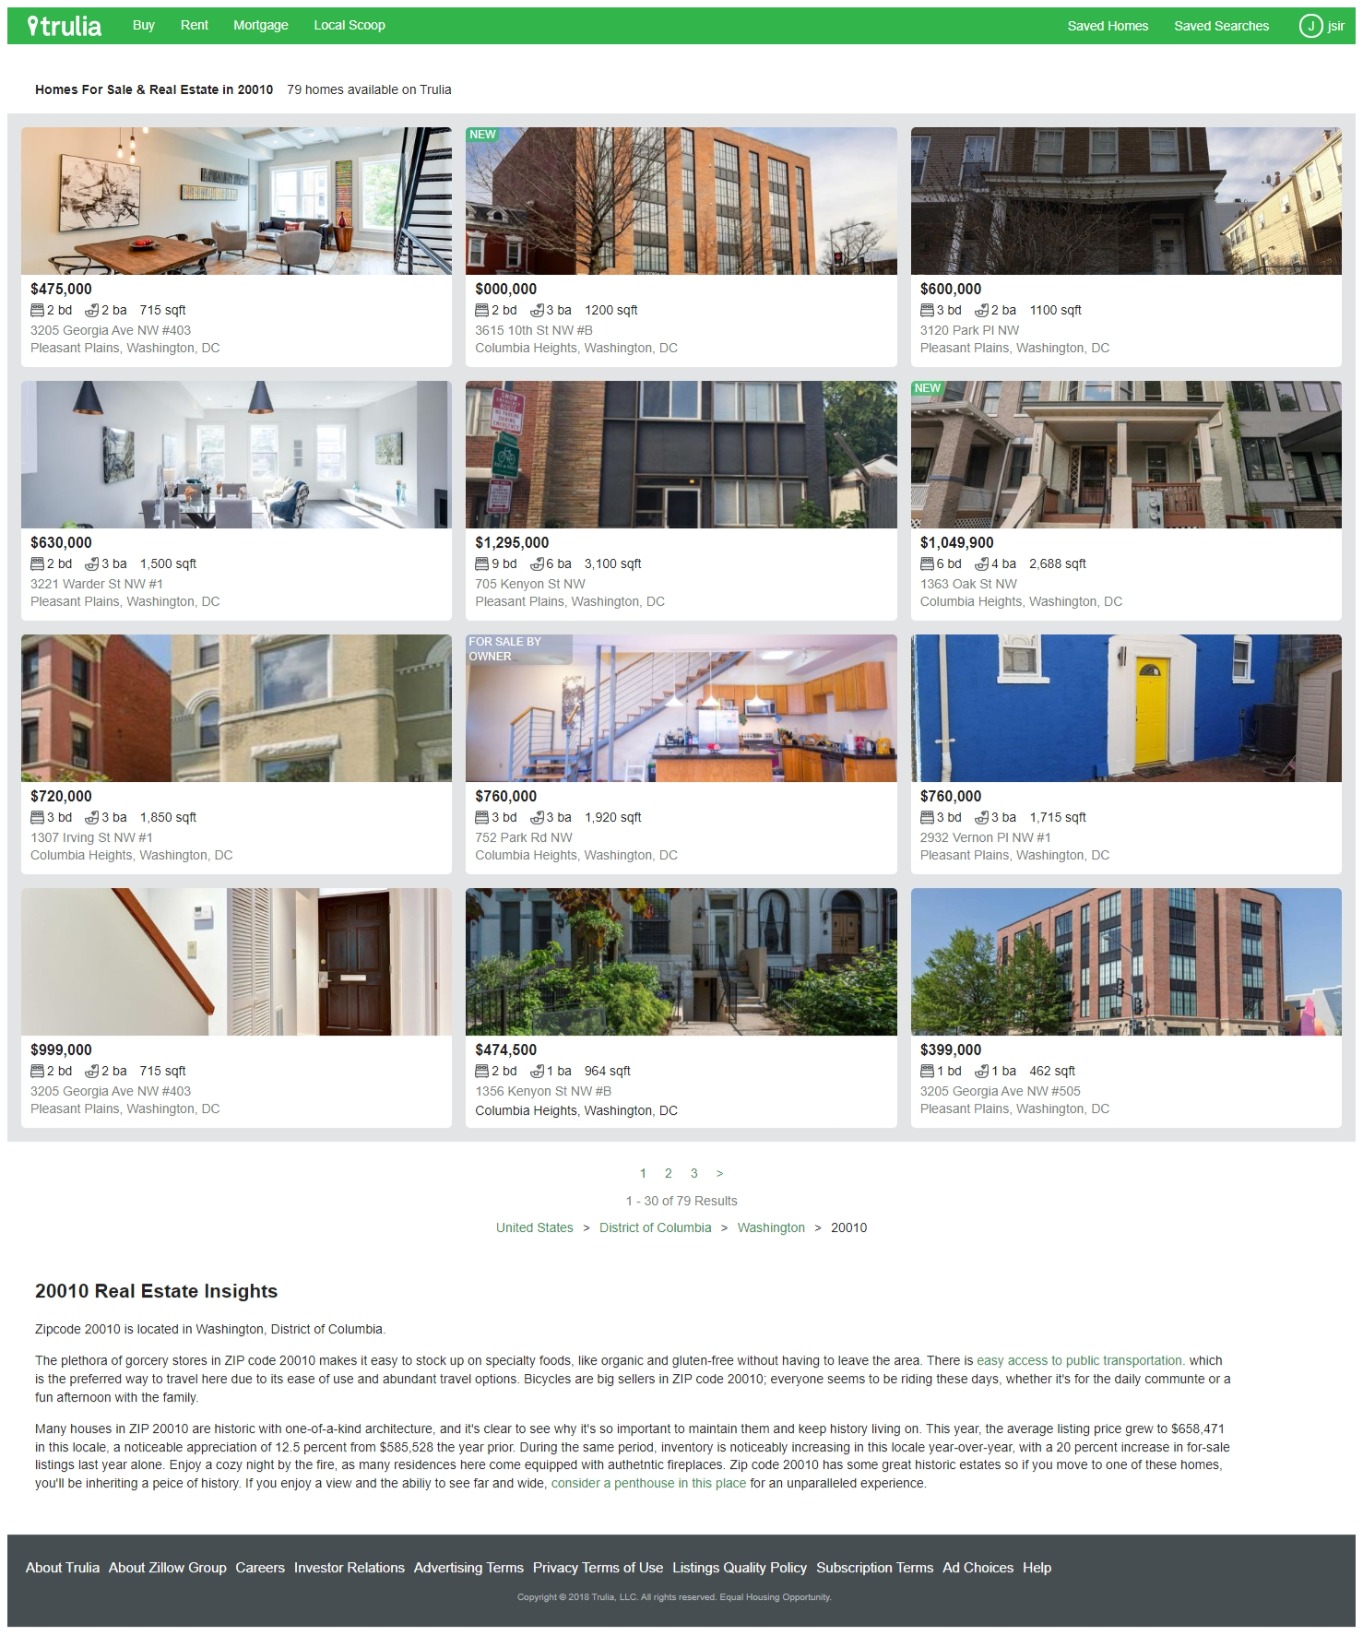 trulia Buy Rent Mortgage Local Scoop Saved Homes Saved Searches J jsir
Homes For Sale & Real Estate in 20010 79 homes available on Trulia
$475,000
2 bd 2 ba 715 sqft
3205 Georgia Ave NW #403
Pleasant Plains, Washington, DC
NEW
$000,000
2 bd 3 ba 1200 sqft
3615 10th St NW #B
Columbia Heights, Washington, DC
$600,000
3 bd 2 ba 1100 sqft
3120 Park Pl NW
Pleasant Plains, Washington, DC
$630,000
2 bd 3 ba 1,500 sqft
3221 Warder St NW #1
Pleasant Plains, Washington, DC
$1,295,000
9 bd 6 ba 3,100 sqft
705 Kenyon St NW
Pleasant Plains, Washington, DC
NEW
$1,049,900
6 bd 4 ba 2,688 sqft
1363 Oak St NW
Columbia Heights, Washington, DC
$720,000
3 bd 3 ba 1,850 sqft
1307 Irving St NW #1
Columbia Heights, Washington, DC
FOR SALE BY
OWNER
$760,000
3 bd 3 ba 1,920 sqft
752 Park Rd NW
Columbia Heights, Washington, DC
$760,000
3 bd 3 ba 1,715 sqft
2932 Vernon Pl NW #1
Pleasant Plains, Washington, DC
$999,000
2 bd 2 ba 715 sqft
3205 Georgia Ave NW #403
Pleasant Plains, Washington, DC
$474,500
2 bd 1 ba 964 sqft
1356 Kenyon St NW #B
Columbia Heights, Washington, DC
$399,000
1 bd 1 ba 462 sqft
3205 Georgia Ave NW #505
Pleasant Plains, Washington, DC
1 2 3 >
1 - 30 of 79 Results
United States > District of Columbia > Washington > 20010
20010 Real Estate Insights
Zipcode 20010 is located in Washington, District of Columbia.
The plethora of gorcery stores in ZIP code 20010 makes it easy to stock up on specialty foods, like organic and gluten-free without having to leave the area. There is easy access to public transportation. which
is the preferred way to travel here due to its ease of use and abundant travel options. Bicycles are big sellers in ZIP code 20010; everyone seems to be riding these days, whether it's for the daily communte or a
fun afternoon with the family.
Many houses in ZIP 20010 are historic with one-of-a-kind architecture, and it's clear to see why it's so important to maintain them and keep history living on. This year, the average listing price grew to $658,471
in this locale, a noticeable appreciation of 12.5 percent from $585,528 the year prior. During the same period, inventory is noticeably increasing in this locale year-over-year, with a 20 percent increase in for-sale
listings last year alone. Enjoy a cozy night by the fire, as many residences here come equipped with authetntic fireplaces. Zip code 20010 has some great historic estates so if you move to one of these homes,
you'll be inheriting a peice of history. If you enjoy a view and the abiliy to see far and wide, consider a penthouse in this place for an unparalleled experience.
About Trulia About Zillow Group Careers Investor Relations Advertising Terms Privacy Terms of Use Listings Quality Policy Subscription Terms Ad Choices Help
Copyright © 2018 Trulia, LLC. All rights reserved. Equal Housing Opportunity.